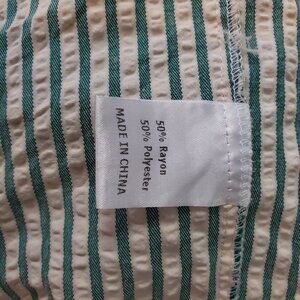 50% Rayon
50% Polyester
MADE IN CHINA